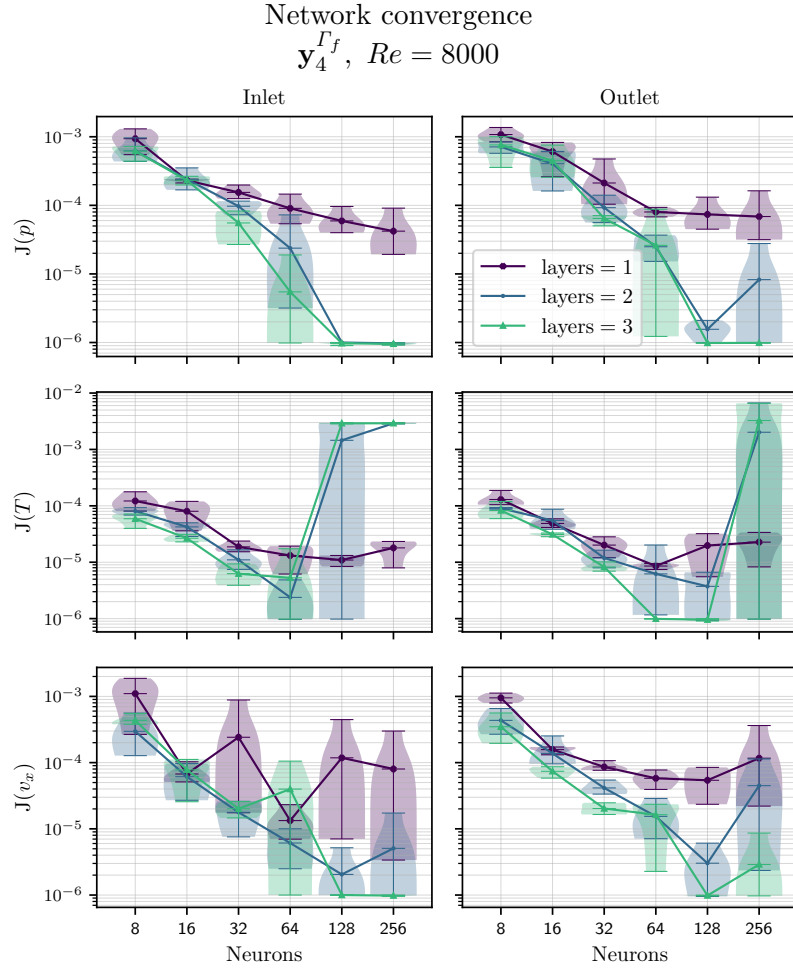 Network convergence
𝐲₄^{Γ_f}, Re = 8000
Inlet
Outlet
J(p)
10⁻³
10⁻⁴
10⁻⁵
10⁻⁶
layers = 1
layers = 2
layers = 3
J(T)
10⁻²
10⁻³
10⁻⁴
10⁻⁵
10⁻⁶
J(vₓ)
10⁻³
10⁻⁴
10⁻⁵
10⁻⁶
8 16 32 64 128 256
8 16 32 64 128 256
Neurons
Neurons